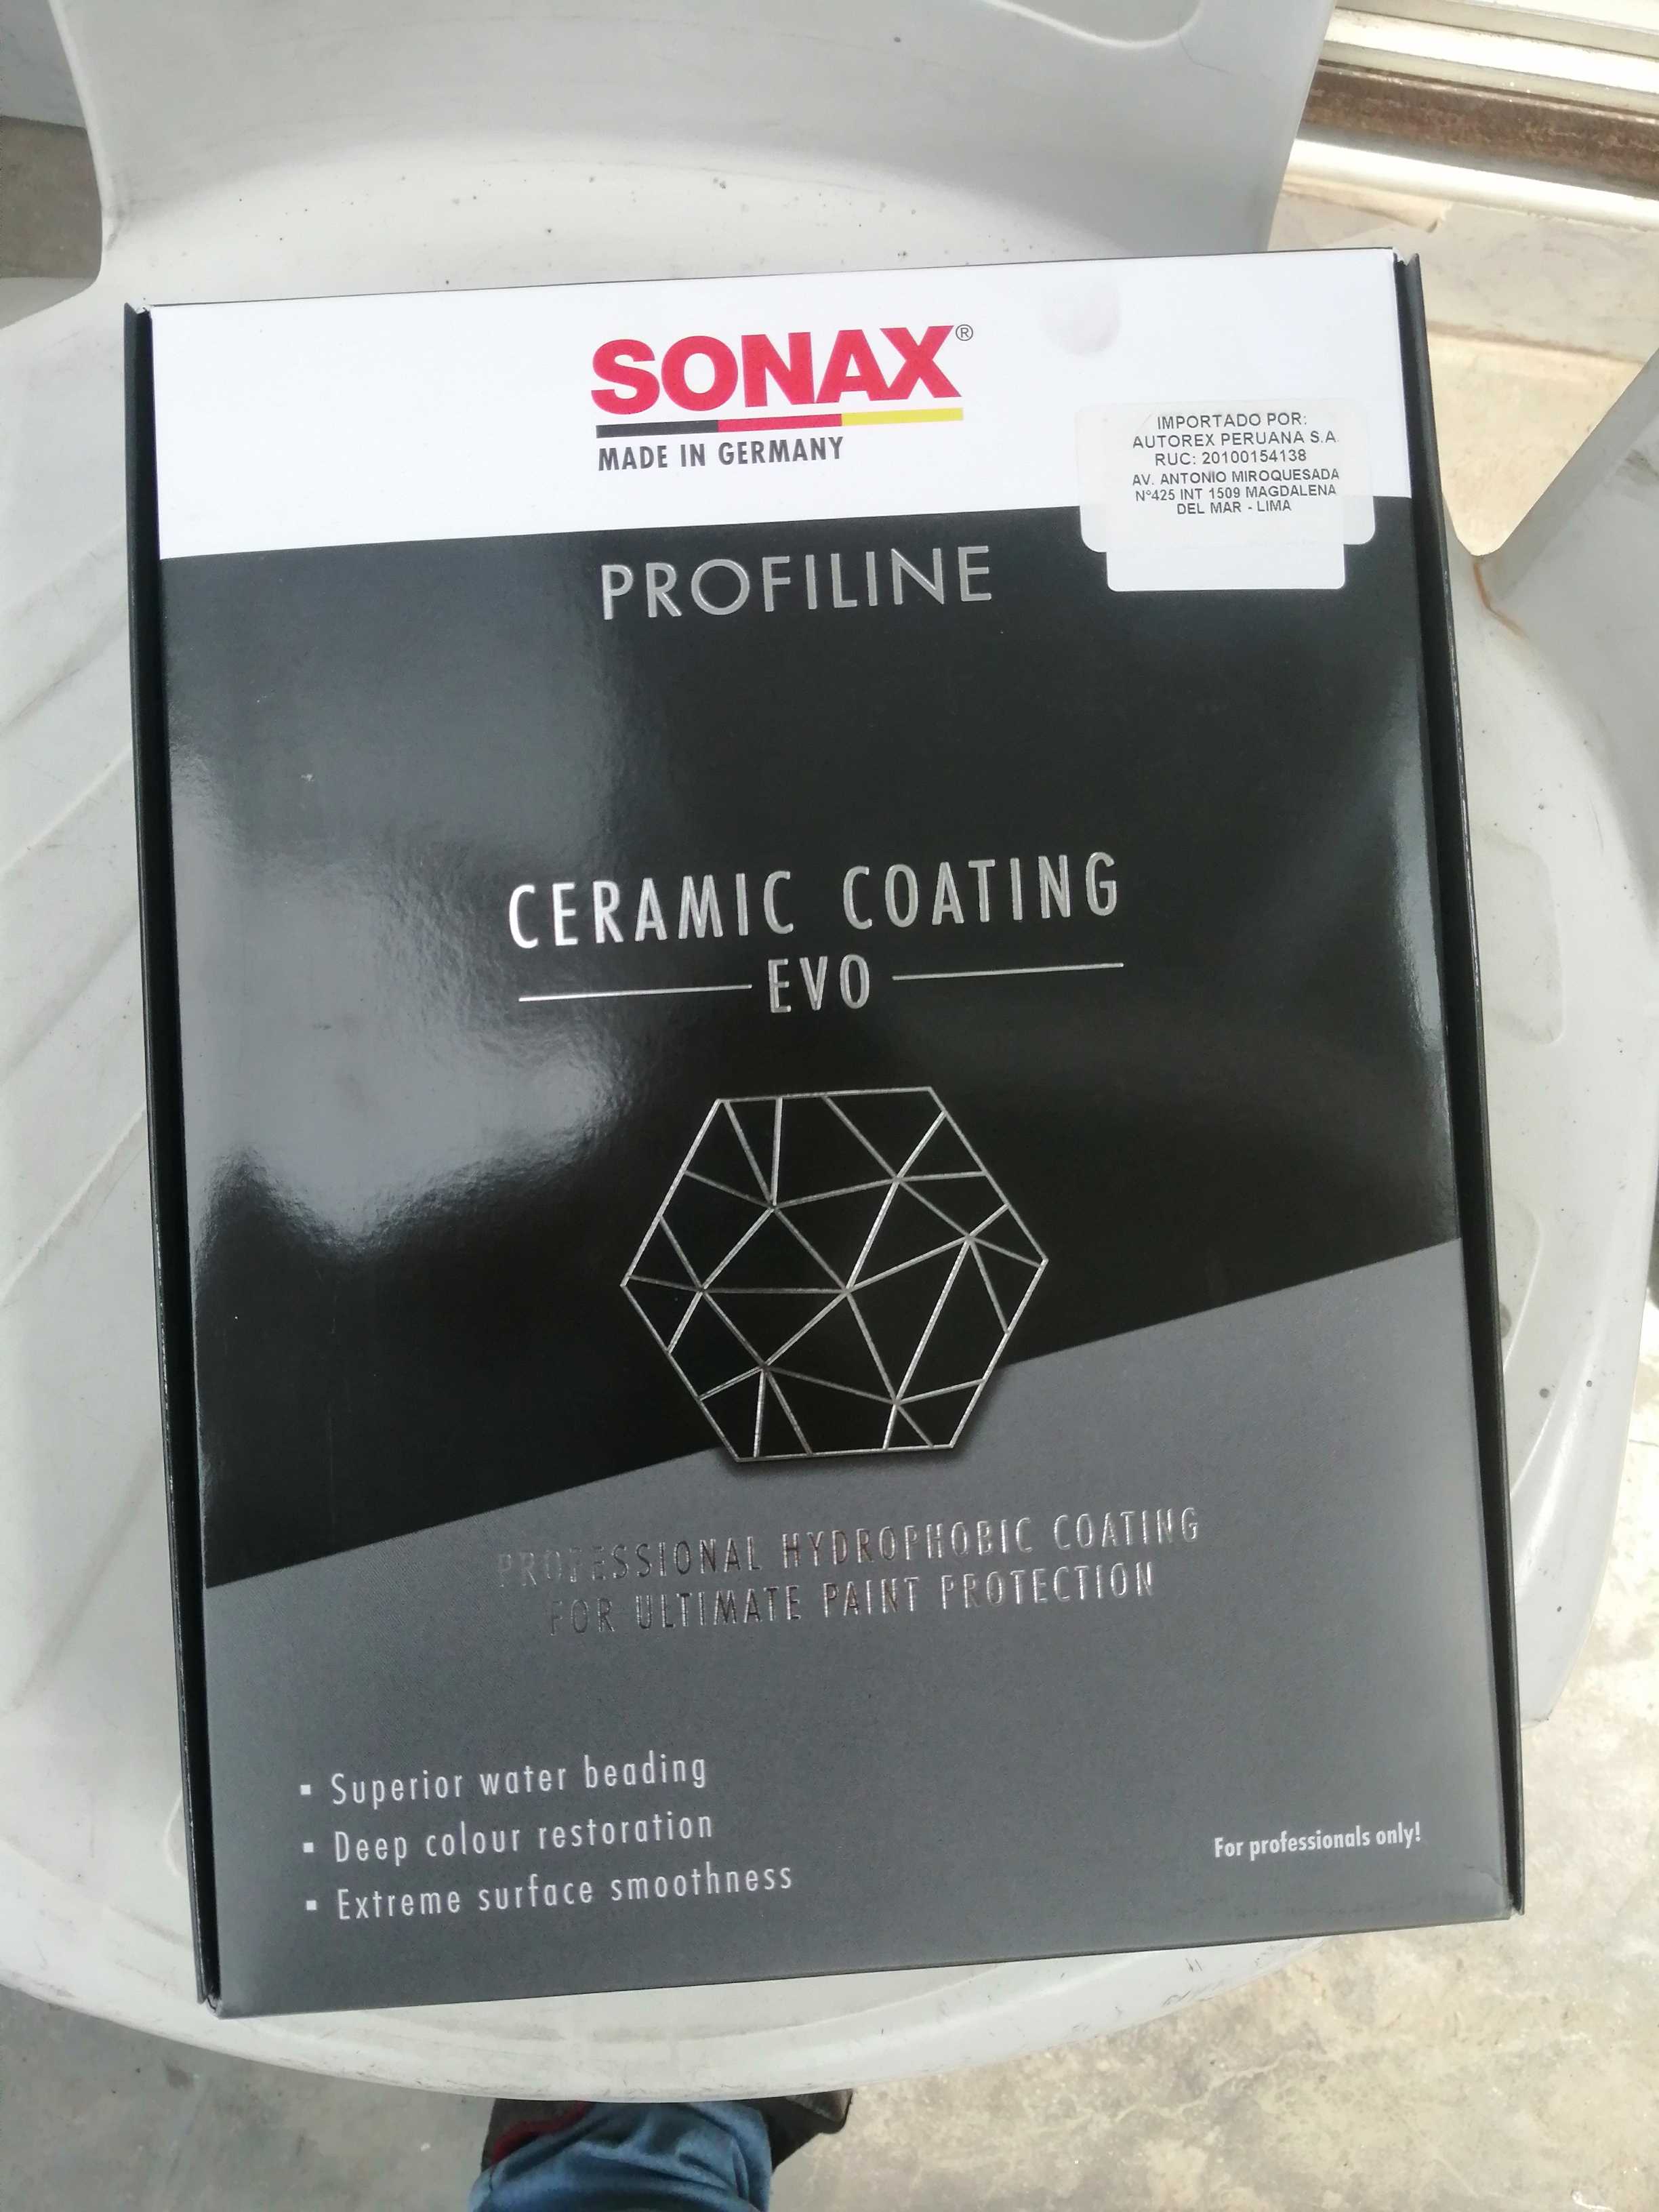 SONAX®
MADE IN GERMANY
IMPORTADO POR:
AUTOREX PERUANA S.A.
RUC: 20100154138
AV. ANTONIO MIROQUESADA
N°425 INT 1509 MAGDALENA
DEL MAR - LIMA
PROFILINE
CERAMIC COATING
EVO
PROFESSIONAL HYDROPHOBIC COATING
FOR ULTIMATE PAINT PROTECTION
▪ Superior water beading
▪ Deep colour restoration
▪ Extreme surface smoothness
For professionals only!